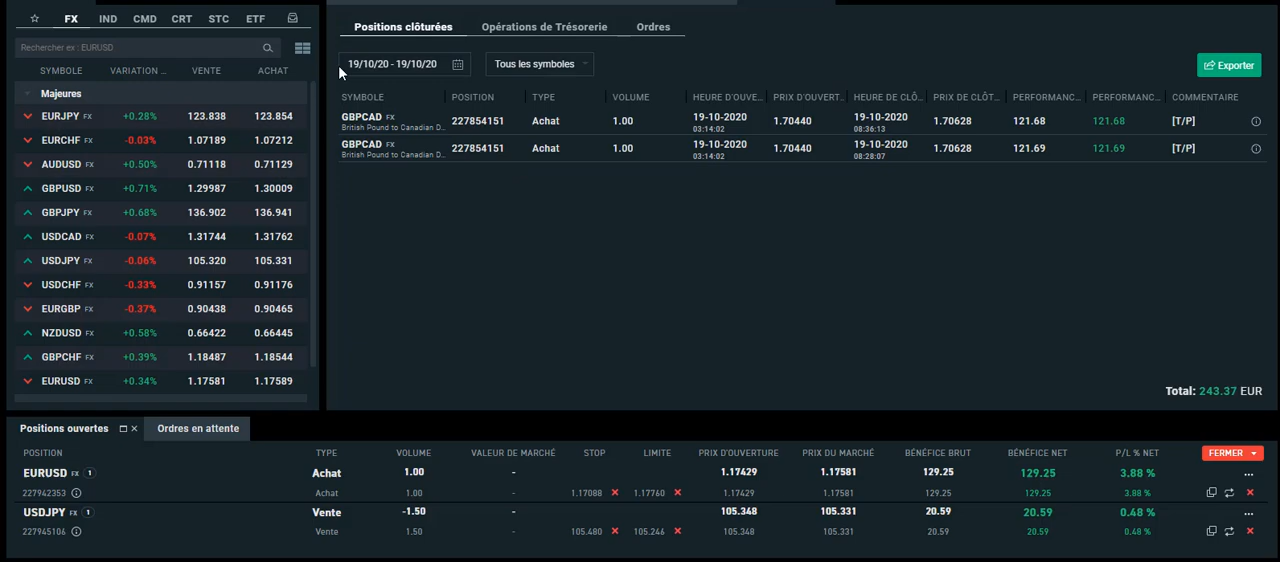 FX IND CMD CRT STC ETF
Rechercher ex : EURUSD
SYMBOLE VARIATION ... VENTE ACHAT
Majeures
EURJPY FX +0.28% 123.838 123.854
EURCHF FX -0.03% 1.07189 1.07212
AUDUSD FX +0.50% 0.71118 0.71129
GBPUSD FX +0.71% 1.29987 1.30009
GBPJPY FX +0.68% 136.902 136.941
USDCAD FX -0.07% 1.31744 1.31762
USDJPY FX -0.06% 105.320 105.331
USDCHF FX -0.33% 0.91157 0.91176
EURGBP FX -0.37% 0.90438 0.90465
NZDUSD FX +0.58% 0.66422 0.66445
GBPCHF FX +0.39% 1.18487 1.18544
EURUSD FX +0.34% 1.17581 1.17589
Positions clôturées Opérations de Trésorerie Ordres
19/10/20 - 19/10/20 Tous les symboles Exporter
SYMBOLE POSITION TYPE VOLUME HEURE D'OUVE... PRIX D'OUVERT... HEURE DE CLÔ... PRIX DE CLÔT... PERFORMANC... PERFORMANC... COMMENTAIRE
GBPCAD FX 227854151 Achat 1.00 19-10-2020 1.70440 19-10-2020 1.70628 121.68 121.68 [T/P]
British Pound to Canadian D... 03:14:02 08:36:13
GBPCAD FX 227854151 Achat 1.00 19-10-2020 1.70440 19-10-2020 1.70628 121.69 121.69 [T/P]
British Pound to Canadian D... 03:14:02 08:28:07
Total: 243.37 EUR
Positions ouvertes Ordres en attente
POSITION TYPE VOLUME VALEUR DE MARCHÉ STOP LIMITE PRIX D'OUVERTURE PRIX DU MARCHÉ BÉNÉFICE BRUT BÉNÉFICE NET P/L % NET FERMER
EURUSD FX 1 Achat 1.00 - 1.17429 1.17581 129.25 129.25 3.88 % ...
227942353 Achat 1.00 - 1.17088 1.17760 1.17429 1.17581 129.25 129.25 3.88 %
USDJPY FX 1 Vente -1.50 - 105.348 105.331 20.59 20.59 0.48 % ...
227945106 Vente 1.50 - 105.480 105.246 105.348 105.331 20.59 20.59 0.48 %